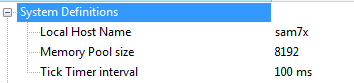 System Definitions
Local Host Name sam7x
Memory Pool size 8192
Tick Timer interval 100 ms